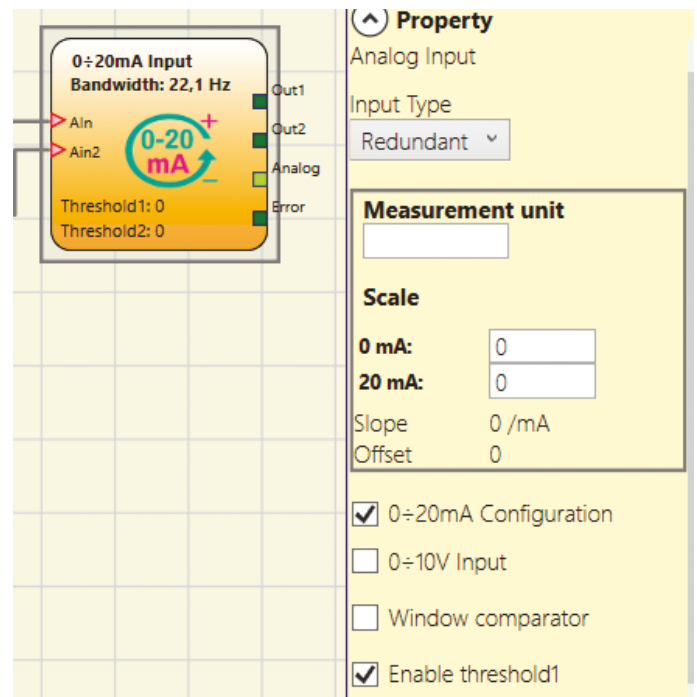 0÷20mA Input
Bandwidth: 22,1 Hz
Out1
AIn
Out2
Ain2
0-20
mA
+
−
Analog
Threshold1: 0
Error
Threshold2: 0
Property
Analog Input
Input Type
Redundant
Measurement unit
Scale
0 mA: 0
20 mA: 0
Slope 0 /mA
Offset 0
0÷20mA Configuration
0÷10V Input
Window comparator
Enable threshold1